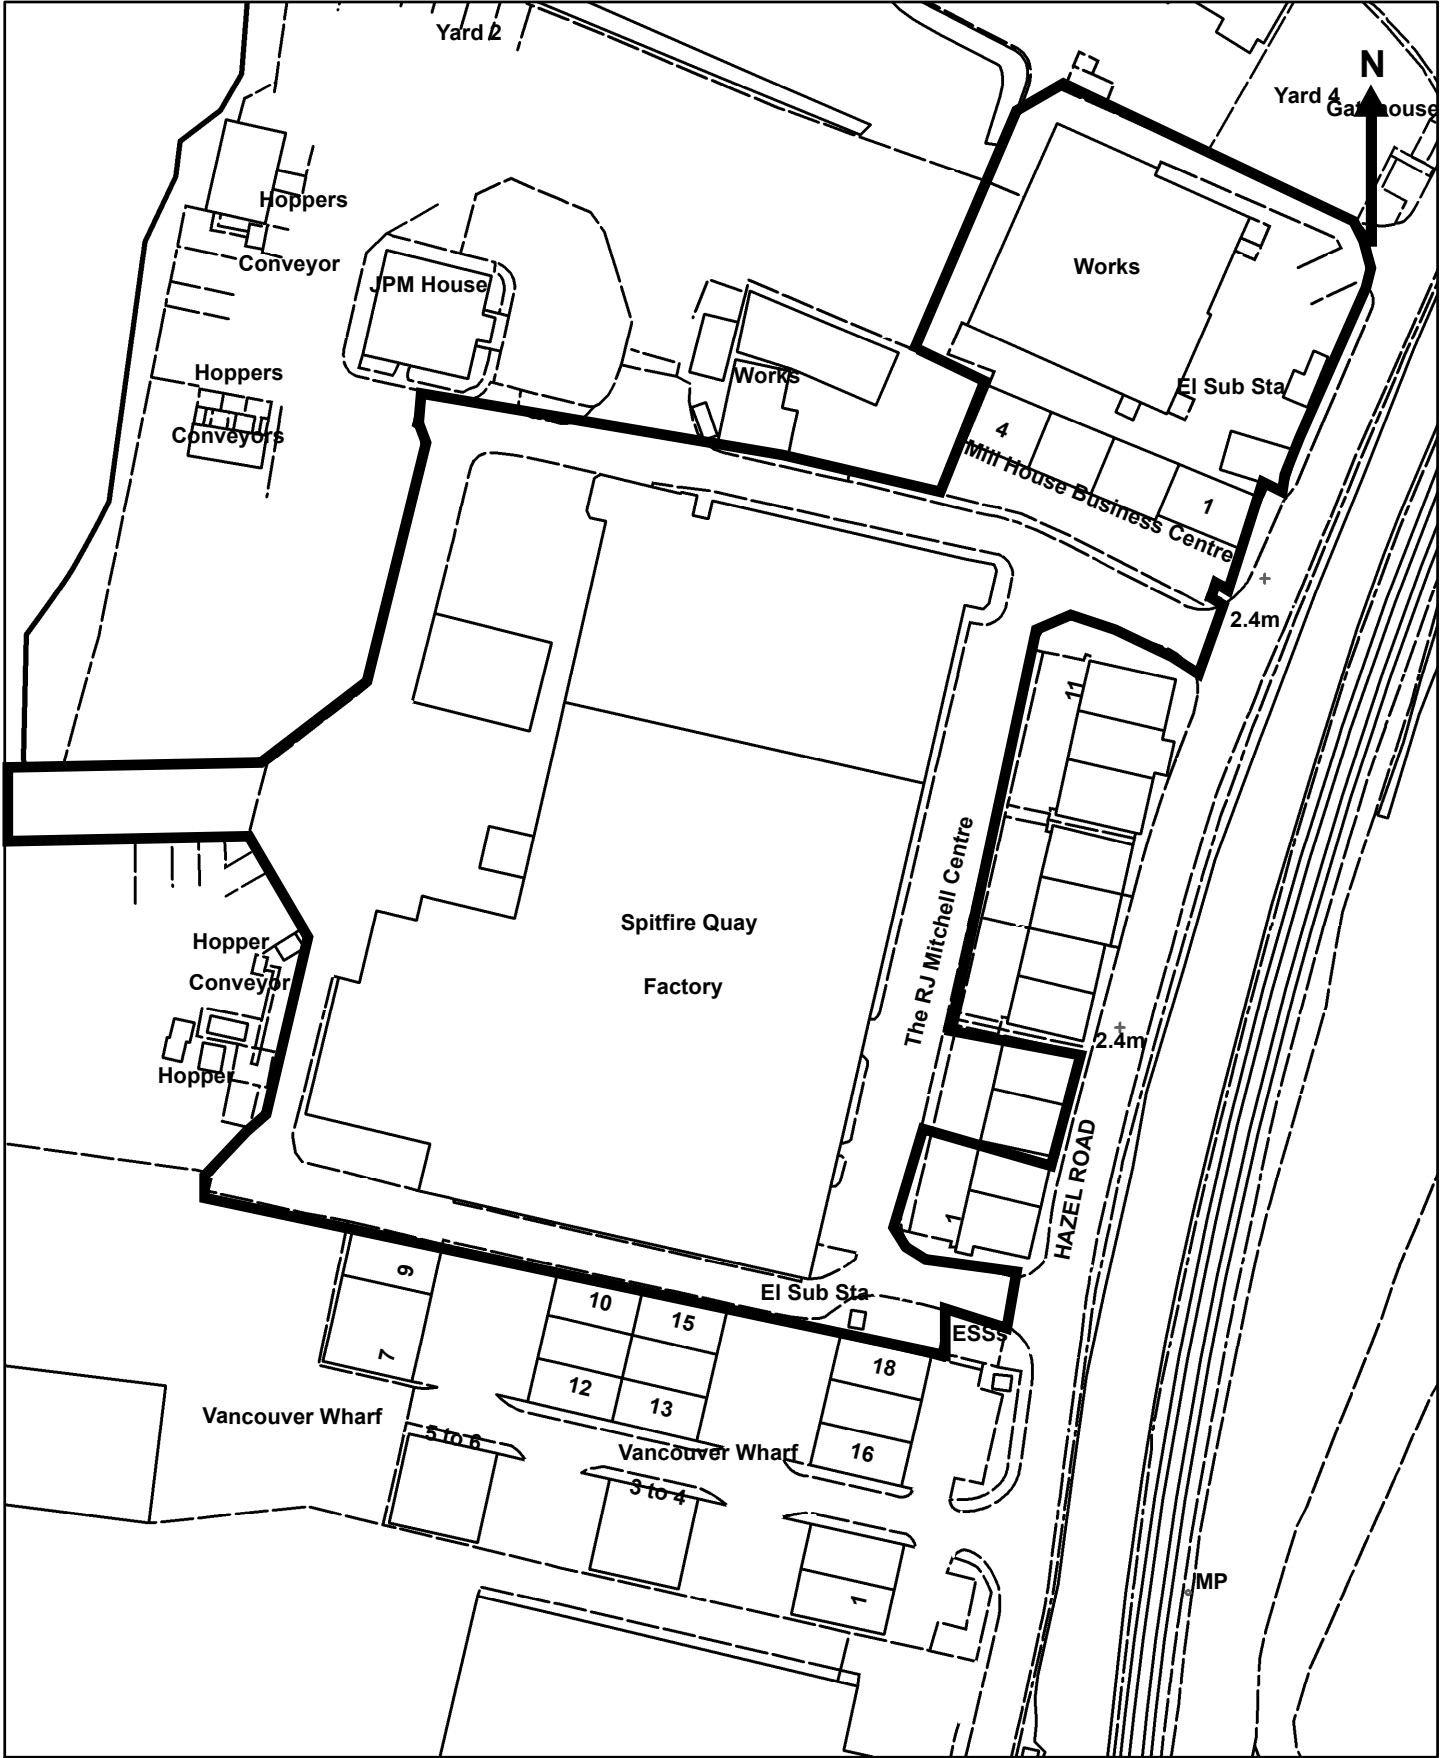 Yard 2
N
Yard 4
Gatehouse
Hoppers
Conveyor
JPM House
Works
Hoppers
Works
El Sub Sta
Conveyors
4
Mill House Business Centre
1
2.4m
11
The RJ Mitchell Centre
Spitfire Quay
Factory
Hopper
Conveyor
2.4m
Hopper
HAZEL ROAD
1
9
El Sub Sta
10
15
ESSs
7
18
12
13
Vancouver Wharf
5 to 6
Vancouver Wharf
16
3 to 4
MP
1